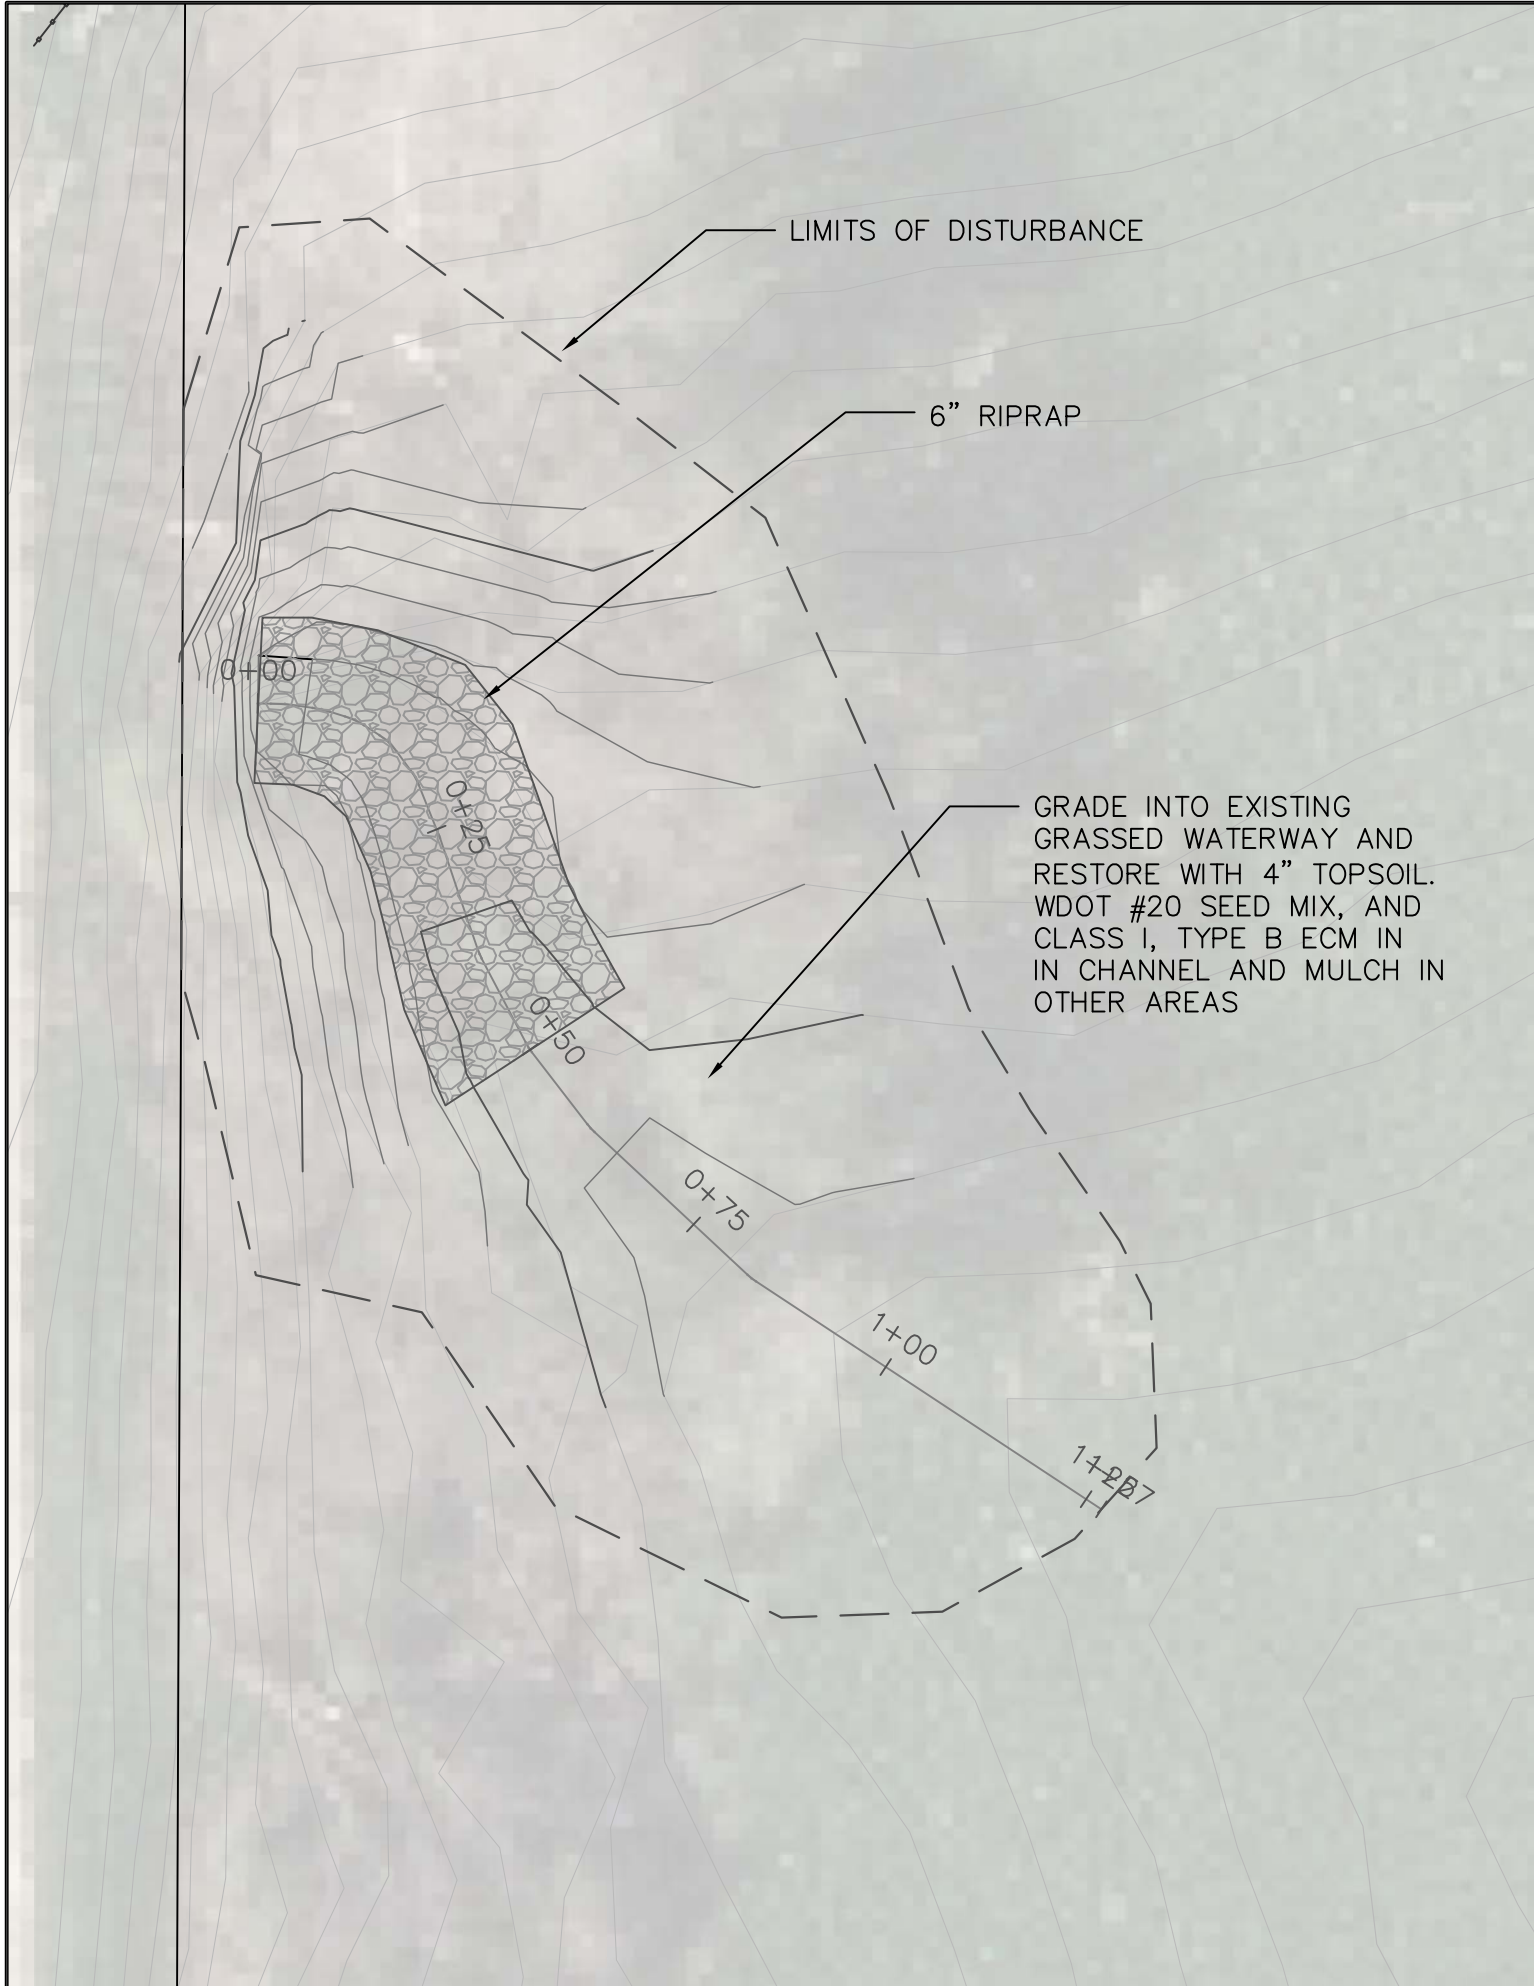 LIMITS OF DISTURBANCE
6” RIPRAP
0+00
0+25
GRADE INTO EXISTING
GRASSED WATERWAY AND
RESTORE WITH 4” TOPSOIL.
WDOT #20 SEED MIX, AND
CLASS I, TYPE B ECM IN
IN CHANNEL AND MULCH IN
OTHER AREAS
0+50
0+75
1+00